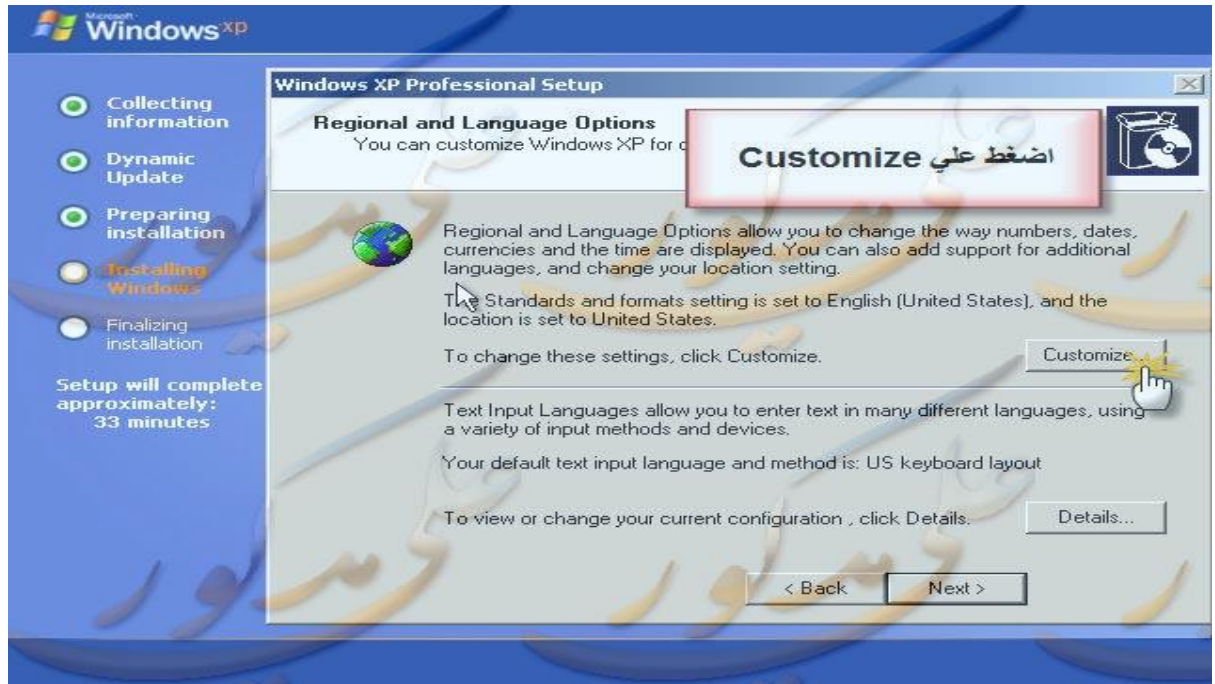 Microsoft
Windows xp
Collecting
information
Dynamic
Update
Preparing
installation
Installing
Windows
Finalizing
installation
Setup will complete
approximately:
33 minutes
Windows XP Professional Setup
Regional and Language Options
You can customize Windows XP for
اضغط علي Customize
Regional and Language Options allow you to change the way numbers, dates,
currencies and the time are displayed. You can also add support for additional
languages, and change your location setting.
The Standards and formats setting is set to English (United States), and the
location is set to United States.
To change these settings, click Customize.
Customize...
Text Input Languages allow you to enter text in many different languages, using
a variety of input methods and devices.
Your default text input language and method is: US keyboard layout
To view or change your current configuration , click Details.
Details...
< Back
Next >